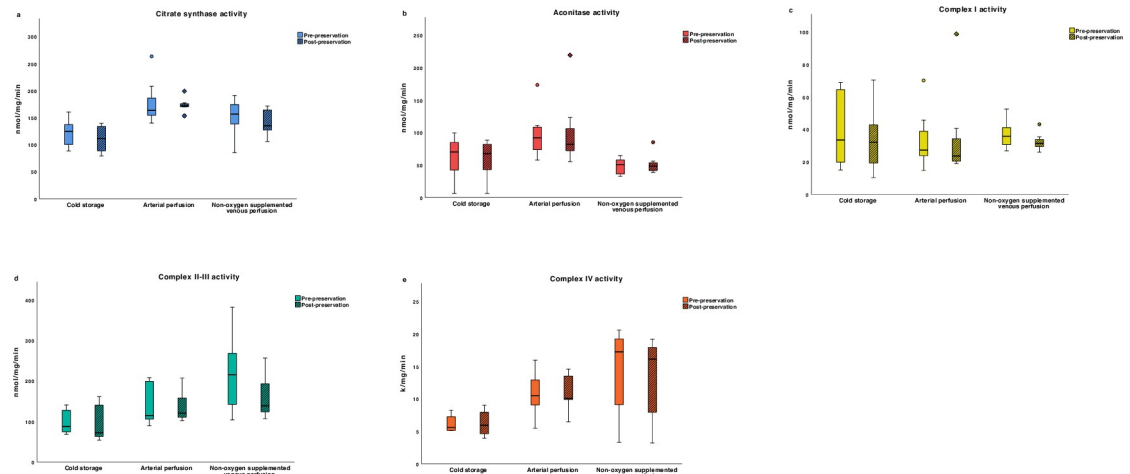 a
Citrate synthase activity
300
250
200
150
100
50
0
nmol/mg/min
Cold storage
Arterial perfusion
Non-oxygen supplemented
venous perfusion
Pre-preservation
Post-preservation
b
Aconitase activity
250
200
150
100
50
0
nmol/mg/min
Cold storage
Arterial perfusion
Non-oxygen supplemented
venous perfusion
Pre-preservation
Post-preservation
c
Complex I activity
100
80
60
40
20
0
nmol/mg/min
Cold storage
Arterial perfusion
Non-oxygen supplemented
venous perfusion
Pre-preservation
Post-preservation
d
Complex II-III activity
400
300
200
100
0
nmol/mg/min
Cold storage
Arterial perfusion
Non-oxygen supplemented
venous perfusion
Pre-preservation
Post-preservation
e
Complex IV activity
25
20
15
10
5
0
k/mg/min
Cold storage
Arterial perfusion
Non-oxygen supplemented
Pre-preservation
Post-preservation